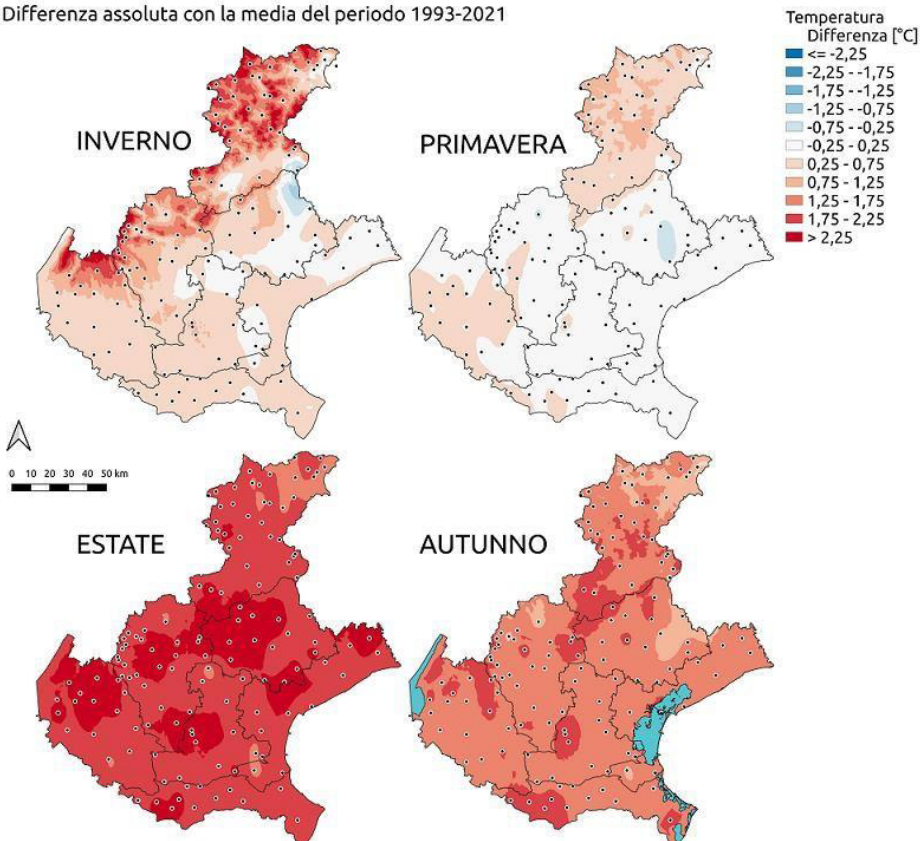 Differenza assoluta con la media del periodo 1993-2021
Temperatura
Differenza [°C]
<= -2,25
-2,25 - -1,75
-1,75 - -1,25
-1,25 - -0,75
-0,75 - -0,25
-0,25 - 0,25
0,25 - 0,75
0,75 - 1,25
1,25 - 1,75
1,75 - 2,25
> 2,25
INVERNO
PRIMAVERA
0 10 20 30 40 50 km
ESTATE
AUTUNNO